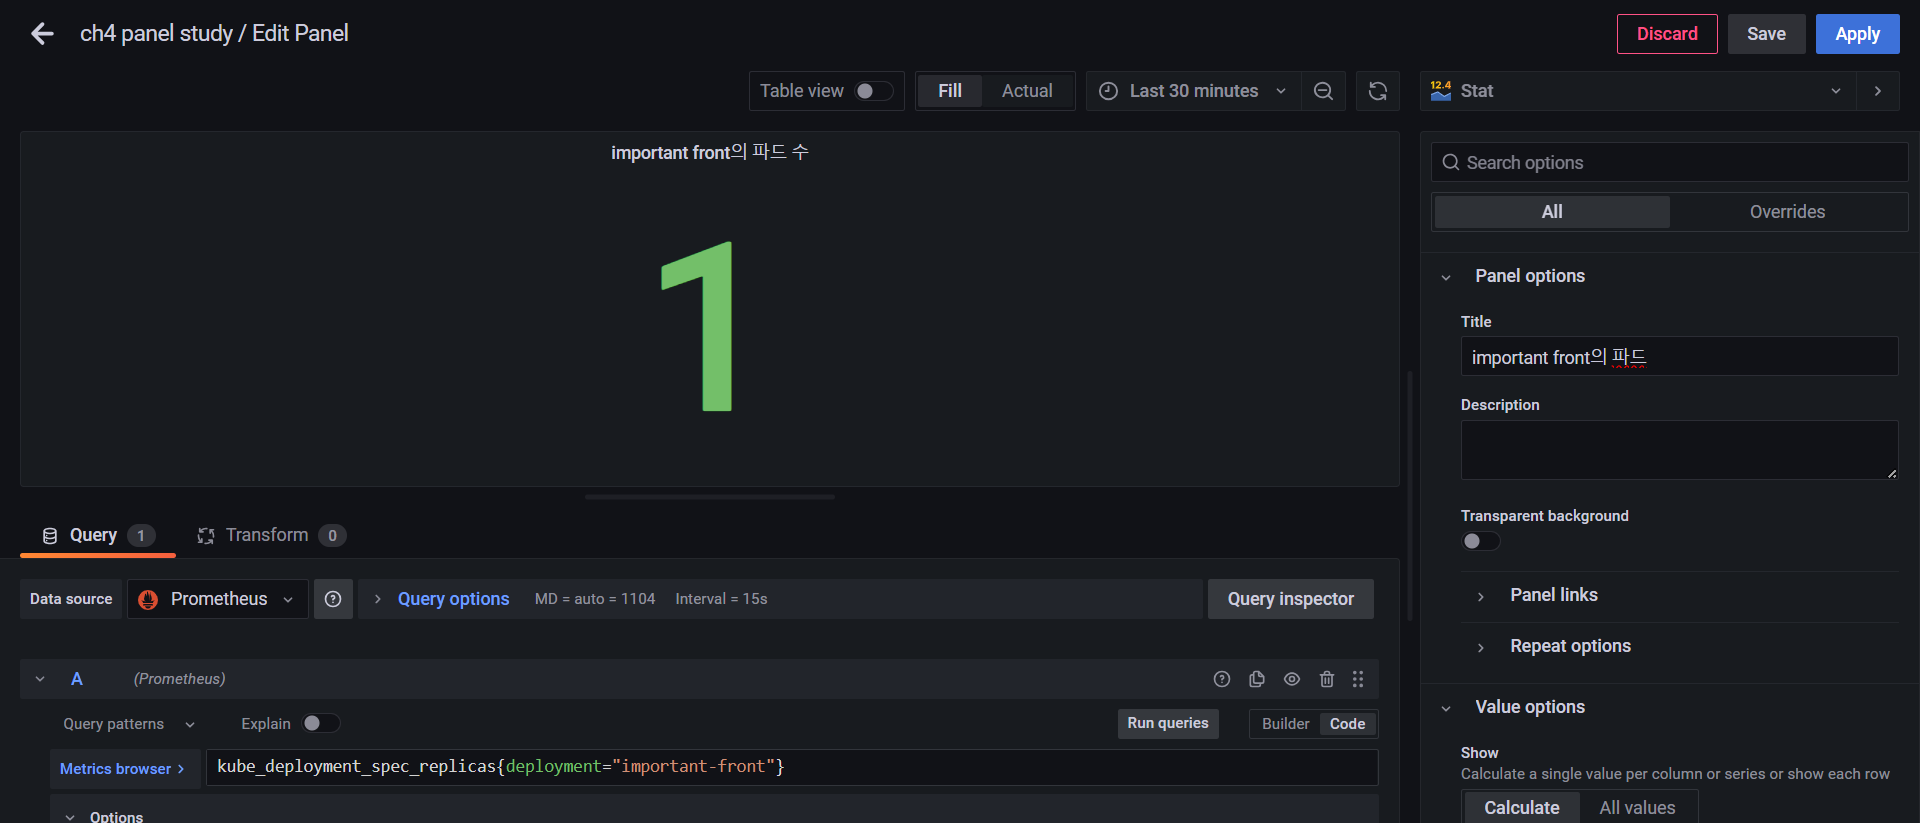 ch4 panel study / Edit Panel
Discard
Save
Apply
Table view
Fill
Actual
Last 30 minutes
12.4
Stat
important front의 파드 수
1
Search options
All
Overrides
Panel options
Title
important front의 파드
Description
Transparent background
Panel links
Repeat options
Value options
Show
Calculate a single value per column or series or show each row
Calculate
All values
Query 1
Transform 0
Data source
Prometheus
Query options
MD = auto = 1104
Interval = 15s
Query inspector
A
(Prometheus)
Query patterns
Explain
Run queries
Builder
Code
Metrics browser >
kube_deployment_spec_replicas{deployment="important-front"}
Options